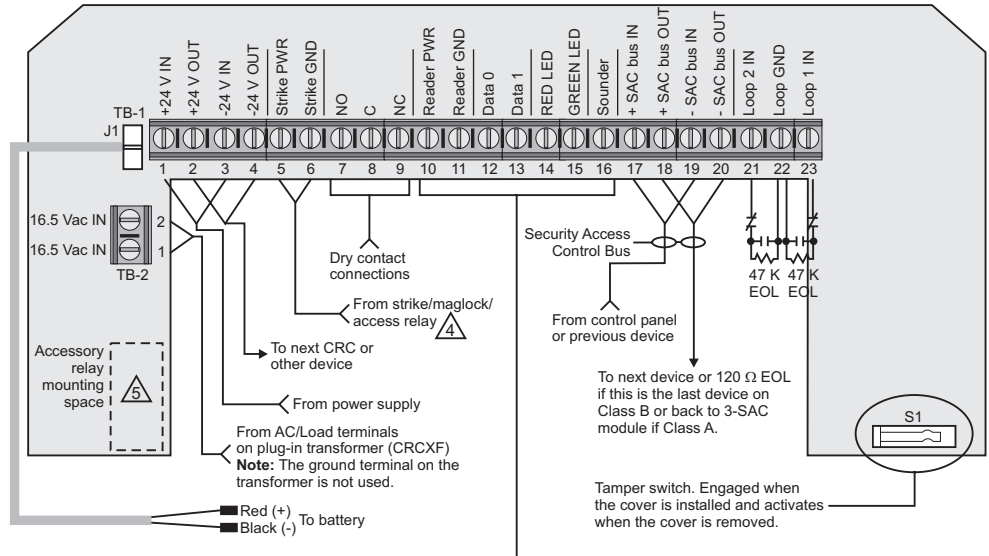 +24 V IN
+24 V OUT
-24 V IN
-24 V OUT
Strike PWR
Strike GND
NO
C
NC
Reader PWR
Reader GND
Data 0
Data 1
RED LED
GREEN LED
Sounder
+ SAC bus IN
+ SAC bus OUT
- SAC bus IN
- SAC bus OUT
Loop 2 IN
Loop GND
Loop 1 IN
TB-1
J1
1 2 3 4 5 6 7 8 9 10 11 12 13 14 15 16 17 18 19 20 21 22 23
16.5 Vac IN 2
16.5 Vac IN 1
TB-2
Dry contact
connections
Security Access
Control Bus
47 K
EOL
47 K
EOL
From strike/maglock/
access relay
4
From control panel
or previous device
To next CRC or
other device
Accessory
relay
mounting
space
5
From power supply
To next device or 120 Ω EOL
if this is the last device on
Class B or back to 3-SAC
module if Class A.
S1
From AC/Load terminals
on plug-in transformer (CRCXF)
Note: The ground terminal on the
transformer is not used.
Tamper switch. Engaged when
the cover is installed and activates
when the cover is removed.
Red (+)
Black (-)
To battery